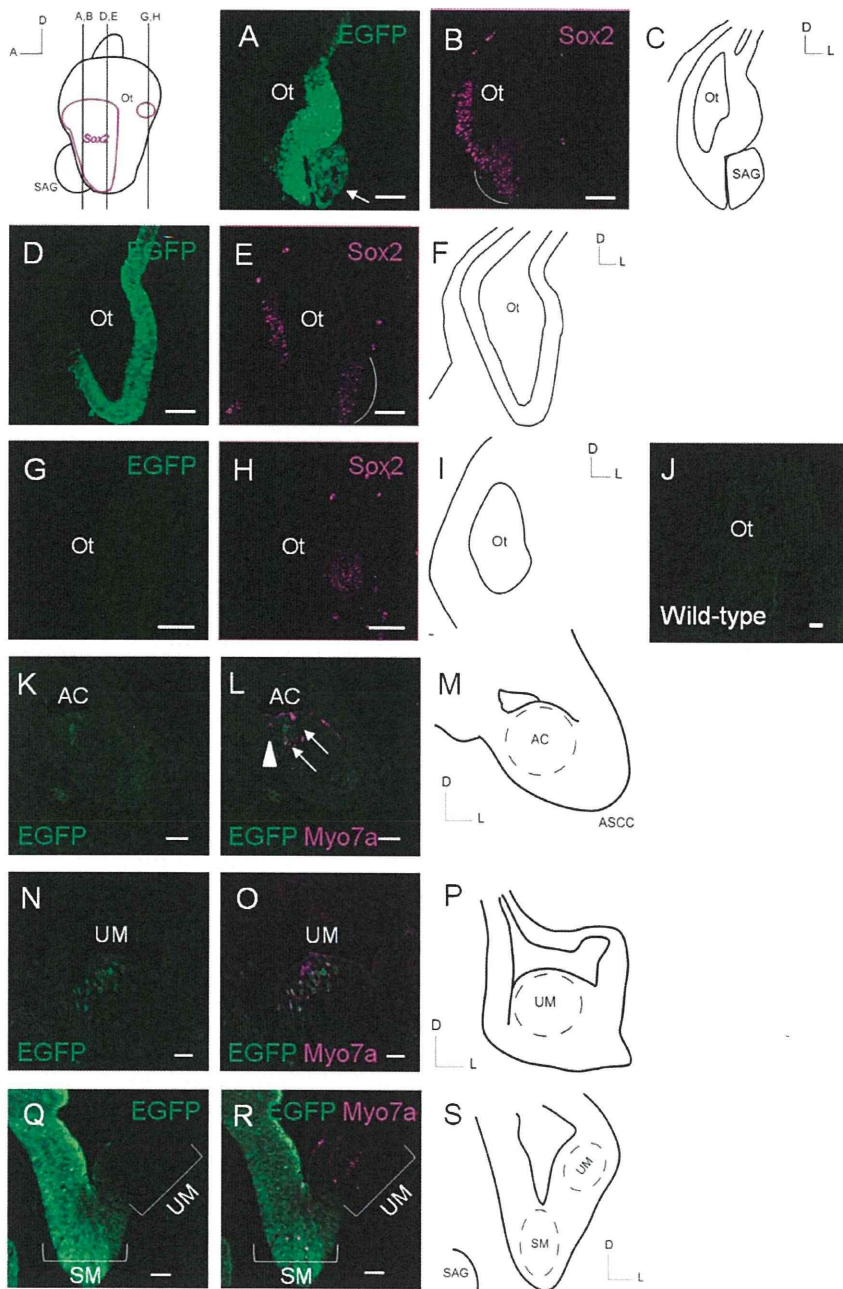 D
A
A,B D,E G,H
Ot
Sox2
SAG
A EGFP
Ot
B Sox2
Ot
C
D
L
Ot
SAG
D EGFP
Ot
E Sox2
Ot
F
D
L
Ot
G EGFP
Ot
H Sox2
Ot
I
D
L
Ot
J
Ot
Wild-type
K
AC
EGFP
L
AC
EGFP Myo7a
M
AC
D
L
ASCC
N
UM
EGFP
O
UM
EGFP Myo7a
P
UM
D
L
Q EGFP
UM
SM
R EGFP Myo7a
UM
SM
S
UM
SM
SAG
D
L